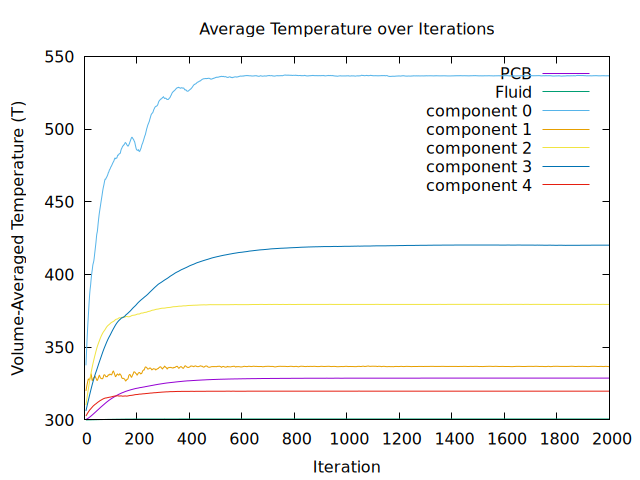 Average Temperature over Iterations
Volume-Averaged Temperature (T)
550
500
450
400
350
300
PCB
Fluid
component 0
component 1
component 2
component 3
component 4
0 200 400 600 800 1000 1200 1400 1600 1800 2000
Iteration